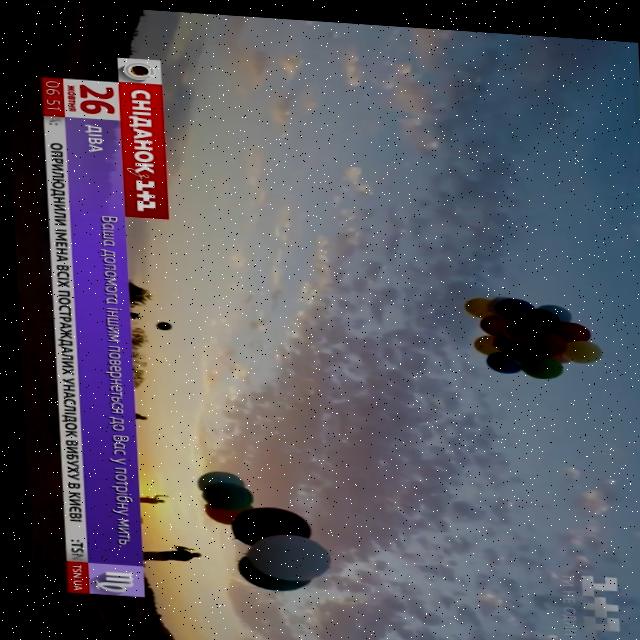 СНІДАНОК З 1+1
ДІВА
Ваша допомога іншим повернеться до Вас у потрібну мить.
26
ЖОВТНЯ
06:51
ОПРИЛЮДНИЛИ ІМЕНА ВСІХ ПОСТРАЖДАЛИХ УНАСЛІДОК ВИБУХУ В КИЄВІ
TSN.UA